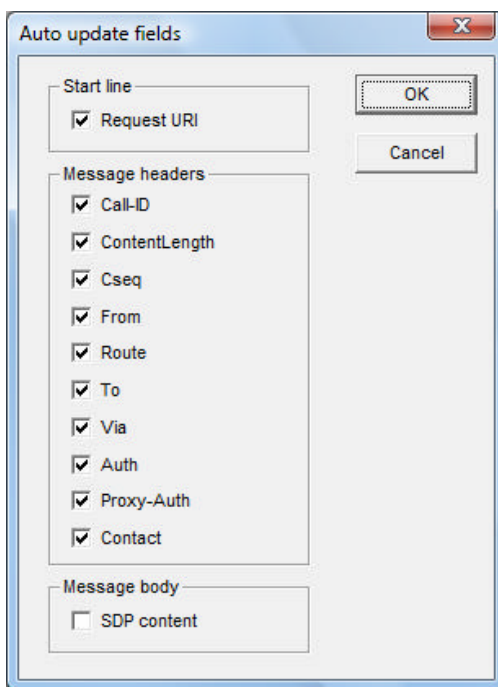 Auto update fields
Start line
Request URI
OK
Cancel
Message headers
Call-ID
ContentLength
Cseq
From
Route
To
Via
Auth
Proxy-Auth
Contact
Message body
SDP content